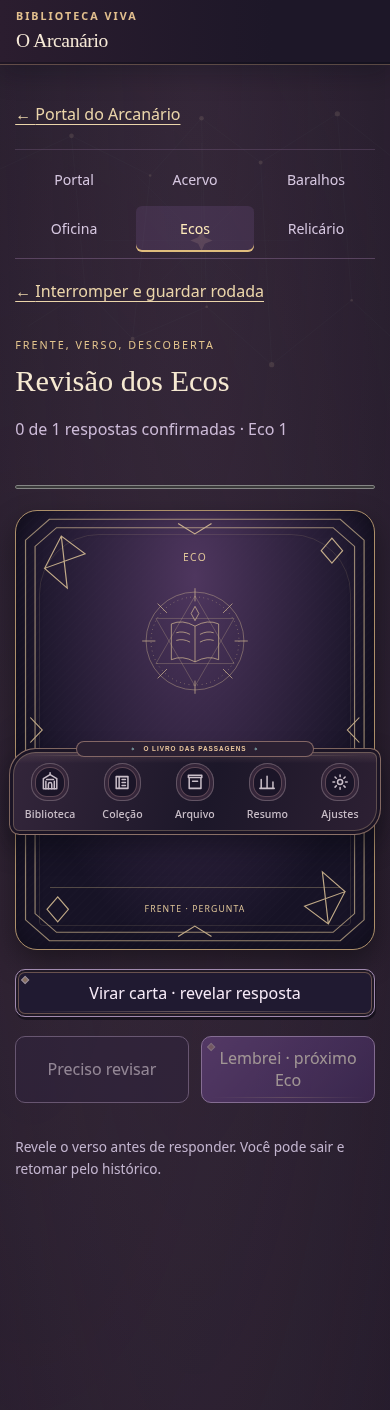 BIBLIOTECA VIVA
O Arcanário
← Portal do Arcanário
Portal
Acervo
Baralhos
Oficina
Ecos
Relicário
← Interromper e guardar rodada
FRENTE, VERSO, DESCOBERTA
Revisão dos Ecos
0 de 1 respostas confirmadas · Eco 1
ECO
O LIVRO DAS PASSAGENS
Biblioteca
Coleção
Arquivo
Resumo
Ajustes
FRENTE · PERGUNTA
Virar carta · revelar resposta
Preciso revisar
Lembrei · próximo
Eco
Revele o verso antes de responder. Você pode sair e
retomar pelo histórico.